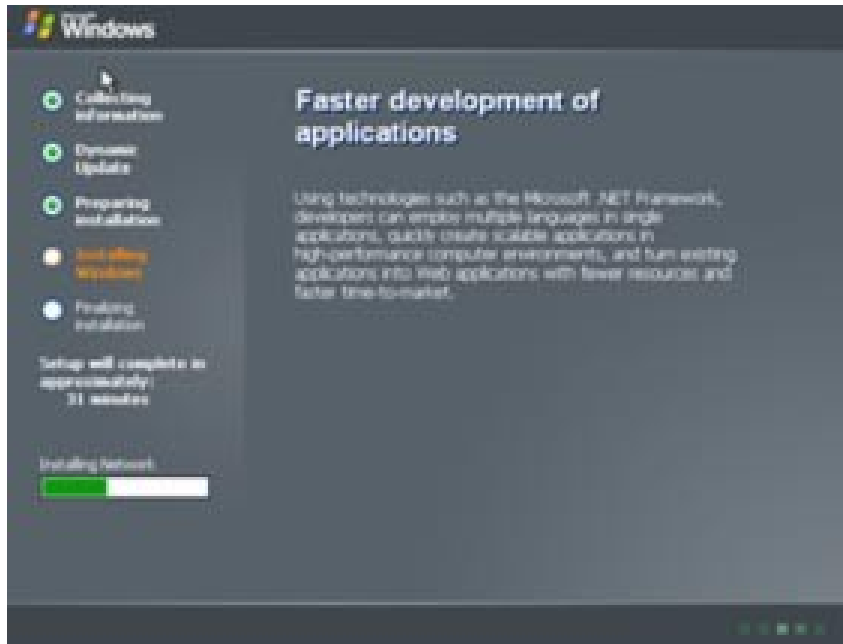 Microsoft
Windows
Collecting
information
Dynamic
Update
Preparing
installation
Installing
Windows
Finalizing
installation
Setup will complete in
approximately:
31 minutes
Installing Network
Faster development of
applications
Using technologies such as the Microsoft .NET Framework,
developers can employ multiple languages in single
applications, quickly create scalable applications in
high-performance computer environments, and turn existing
applications into Web applications with fewer resources and
faster time-to-market.